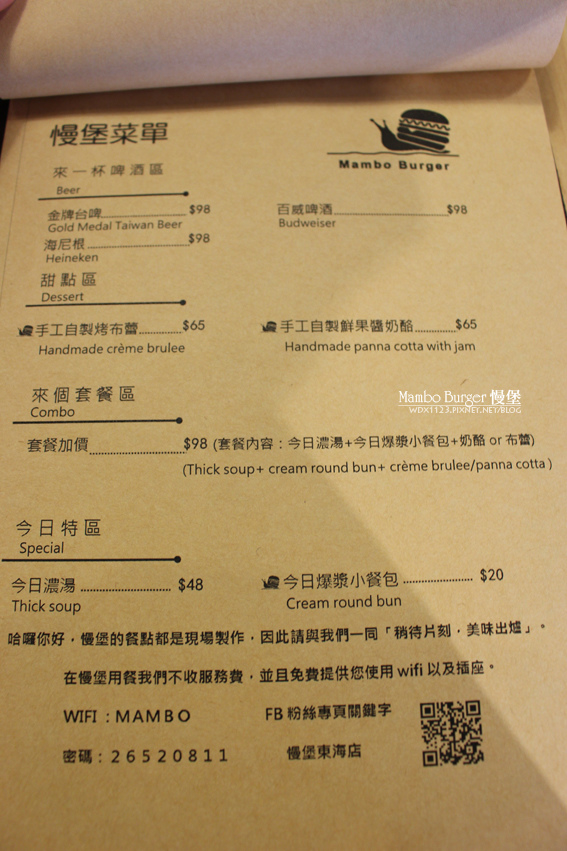 慢堡菜單
Mambo Burger
來一杯啤酒區
Beer
金牌台啤 $98 百威啤酒 $98
Gold Medal Taiwan Beer Budweiser
海尼根 $98
Heineken
甜點區
Dessert
手工自製烤布蕾 $65 手工自製鮮果醬奶酪 $65
Handmade crème brulee Handmade panna cotta with jam
Mambo Burger 慢堡
WDX1123.PIXNET.NET/BLOG
來個套餐區
Combo
套餐加價 $98 (套餐內容：今日濃湯+今日爆漿小餐包+奶酪 or 布蕾)
(Thick soup+ cream round bun+ crème brulee/panna cotta )
今日特區
Special
今日濃湯 $48 今日爆漿小餐包 $20
Thick soup Cream round bun
哈囉你好，慢堡的餐點都是現場製作，因此請與我們一同「稍待片刻，美味出爐」。
在慢堡用餐我們不收服務費，並且免費提供您使用 wifi 以及插座。
WIFI：MAMBO FB 粉絲專頁關鍵字
密碼：26520811 慢堡東海店